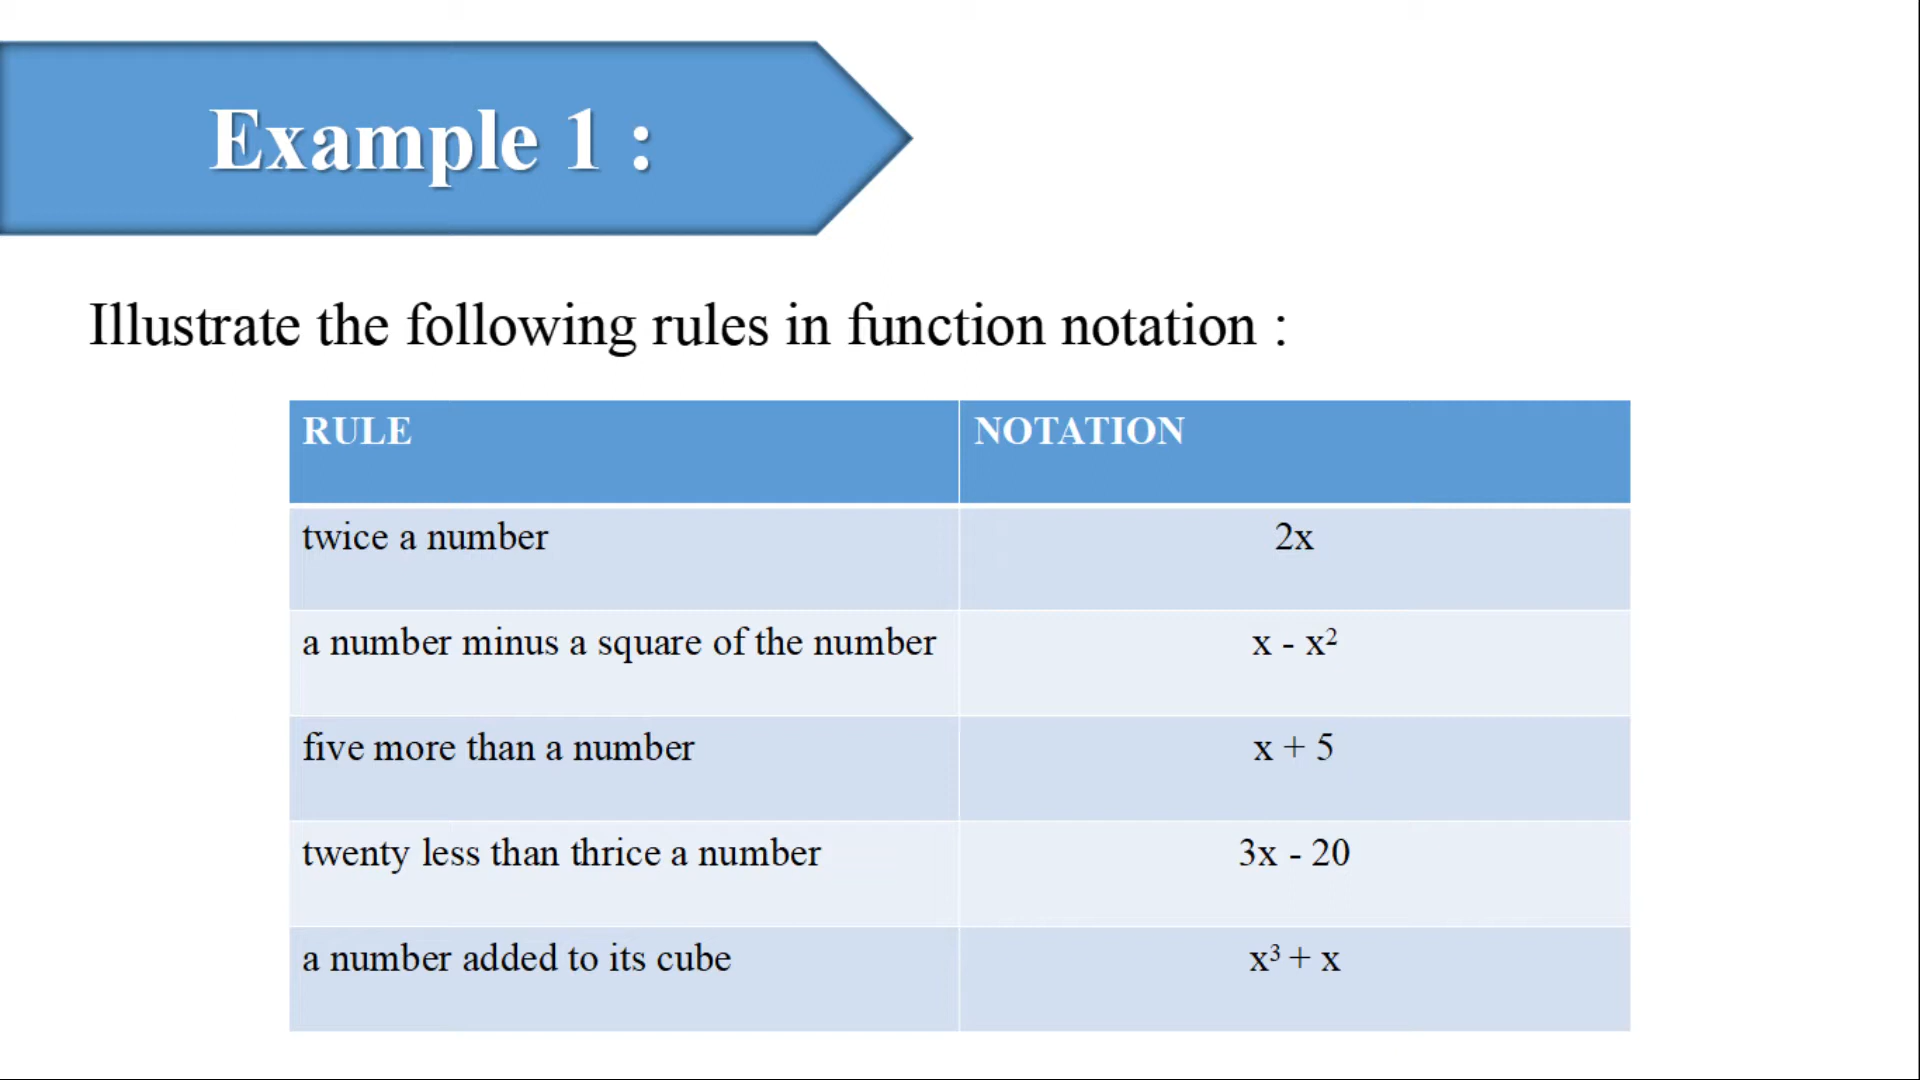 Example 1 :
Illustrate the following rules in function notation :
RULE NOTATION
twice a number 2x
a number minus a square of the number x - x²
five more than a number x + 5
twenty less than thrice a number 3x - 20
a number added to its cube x³ + x